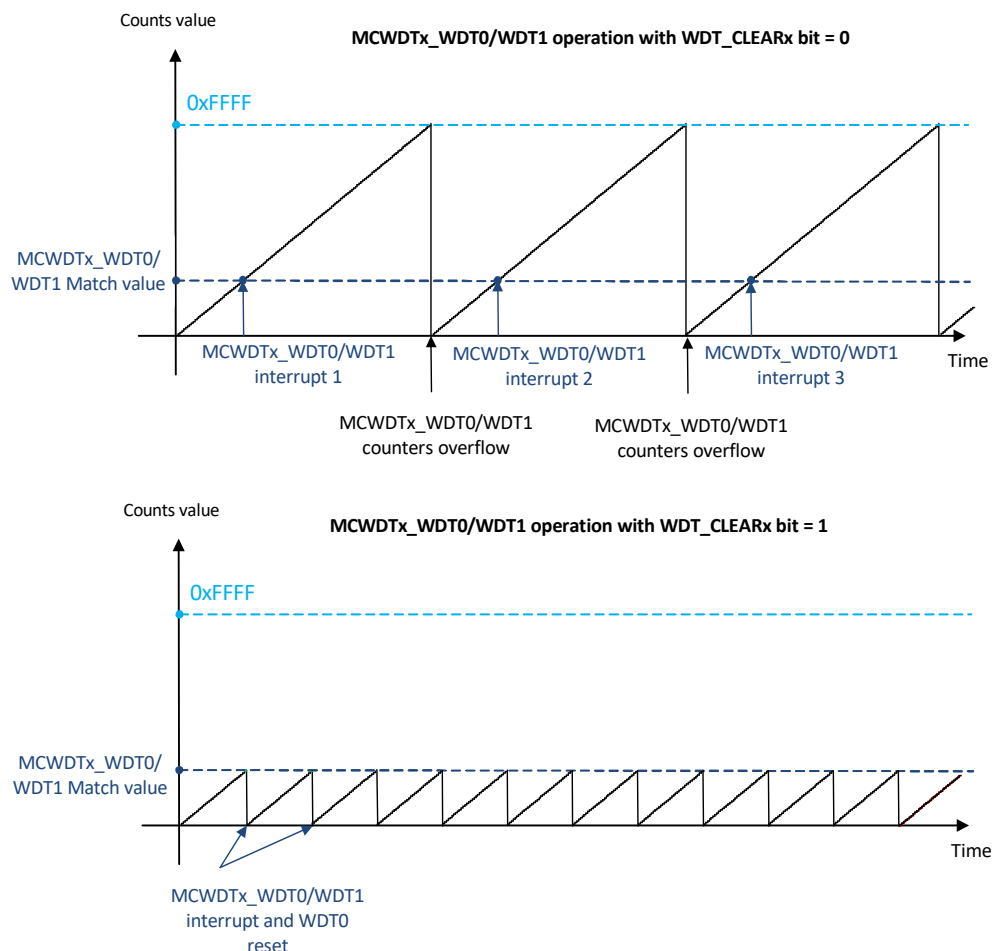 Counts value
MCWDTx_WDT0/WDT1 operation with WDT_CLEARx bit = 0
0xFFFF
MCWDTx_WDT0/
WDT1 Match value
MCWDTx_WDT0/WDT1
interrupt 1
MCWDTx_WDT0/WDT1
interrupt 2
MCWDTx_WDT0/WDT1
interrupt 3
Time
MCWDTx_WDT0/WDT1
counters overflow
MCWDTx_WDT0/WDT1
counters overflow
Counts value
MCWDTx_WDT0/WDT1 operation with WDT_CLEARx bit = 1
0xFFFF
MCWDTx_WDT0/
WDT1 Match value
Time
MCWDTx_WDT0/WDT1
interrupt and WDT0
reset